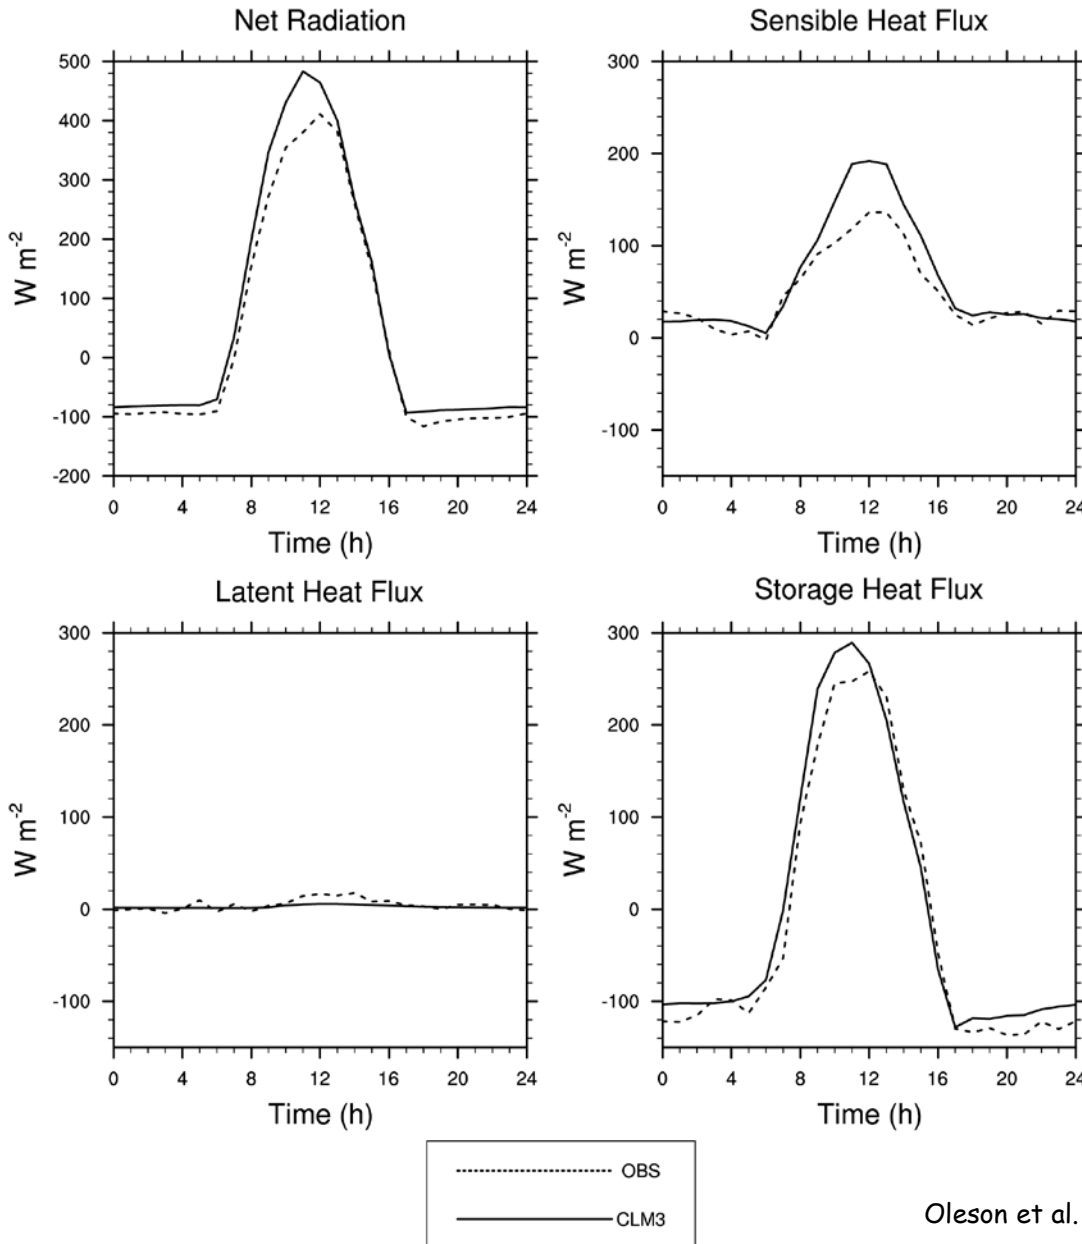 Net Radiation
500
400
300
200
100
0
-100
-200
W m-2
0 4 8 12 16 20 24
Time (h)
Sensible Heat Flux
300
200
100
0
-100
W m-2
0 4 8 12 16 20 24
Time (h)
Latent Heat Flux
300
200
100
0
-100
W m-2
0 4 8 12 16 20 24
Time (h)
Storage Heat Flux
300
200
100
0
-100
W m-2
0 4 8 12 16 20 24
Time (h)
OBS
CLM3
Oleson et al.